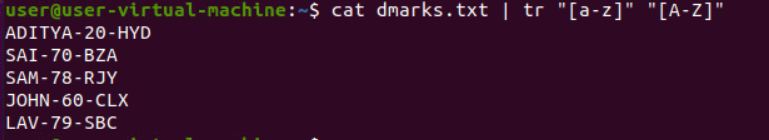 user@user-virtual-machine:~$ cat dmarks.txt | tr "[a-z]" "[A-Z]"
ADITYA-20-HYD
SAI-70-BZA
SAM-78-RJY
JOHN-60-CLX
LAV-79-SBC